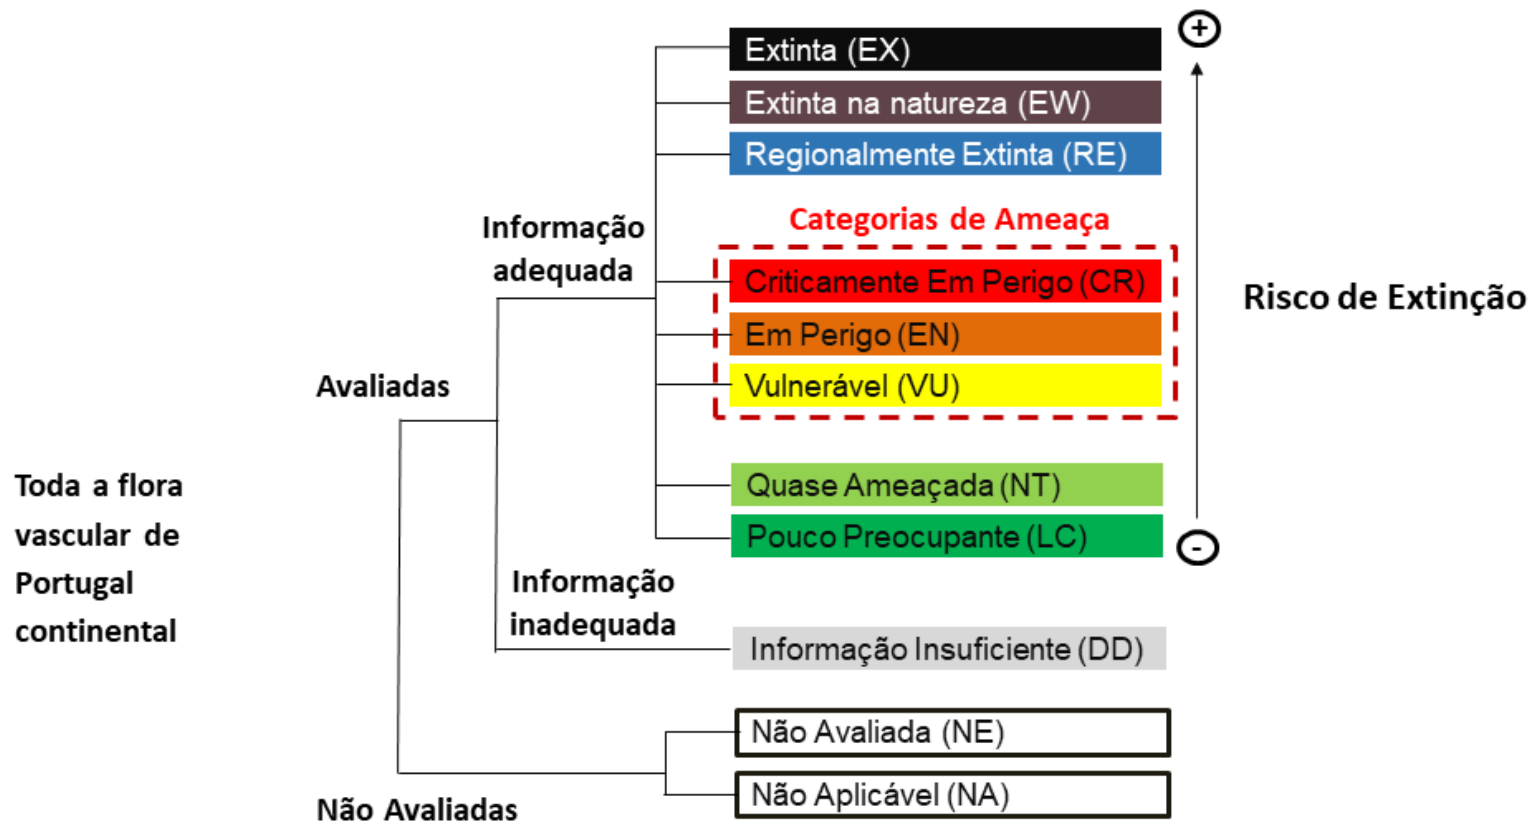 Extinta (EX)
+
Extinta na natureza (EW)
Regionalmente Extinta (RE)
Informação
adequada
Categorias de Ameaça
Criticamente Em Perigo (CR)
Em Perigo (EN)
Vulnerável (VU)
Risco de Extinção
Avaliadas
Toda a flora
vascular de
Portugal
continental
Quase Ameaçada (NT)
Pouco Preocupante (LC)
-
Informação
inadequada
Informação Insuficiente (DD)
Não Avaliada (NE)
Não Aplicável (NA)
Não Avaliadas